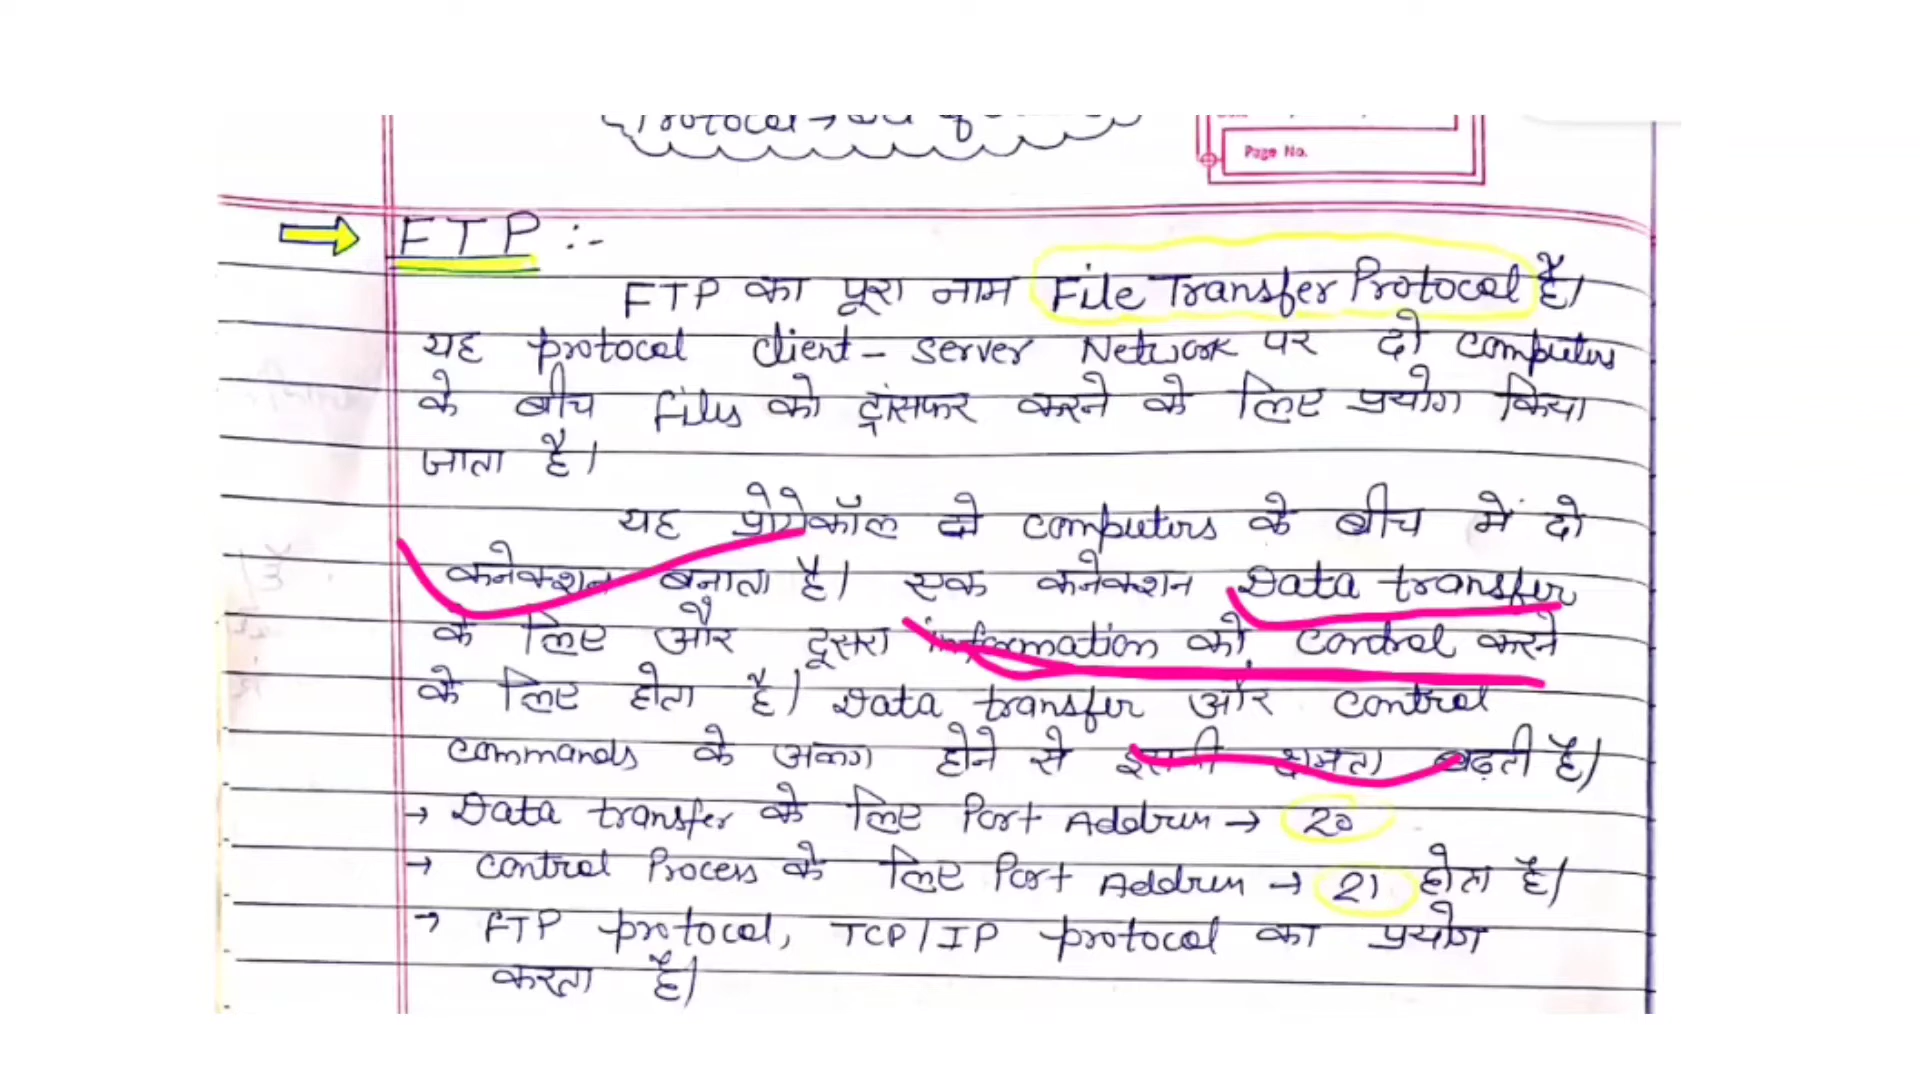 Protocol →
Page No.
FTP :-
FTP का पूरा नाम File Transfer Protocol है।
यह protocal client - server Network पर दो computers
के बीच files को ट्रांसफर करने के लिए प्रयोग किया
जाता है।
यह प्रोटोकॉल दो computers के बीच में दो
कनेक्शन बनाता है। एक कनेक्शन Data transfer
के लिए और दूसरा information को control करने
के लिए होता है। Data transfer और control
commands के अलग होने से इसकी क्षमता बढ़ती है।
→ Data transfer के लिए Port Address → 20
→ Control Process के लिए Port Address → 21 होता है।
→ FTP protocol, TCP/IP protocol का प्रयोग
करता है।